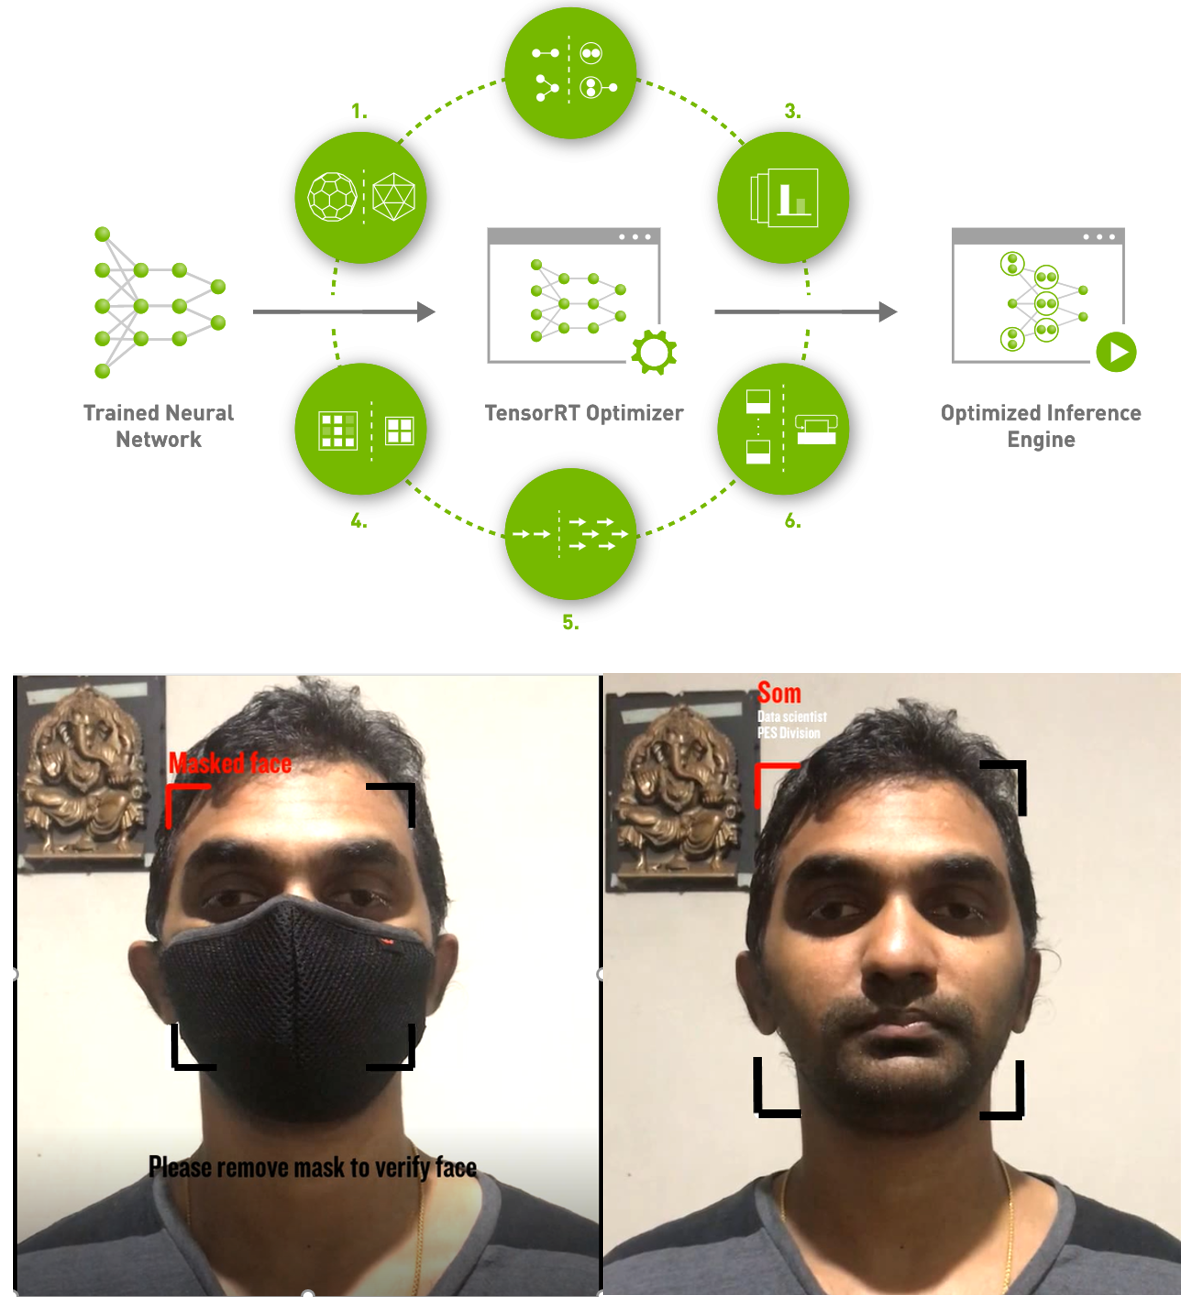 1.
3.
Trained Neural
Network
TensorRT Optimizer
Optimized Inference
Engine
4.
6.
5.
Masked face
Please remove mask to verify face
Som
Data scientist
PES Division